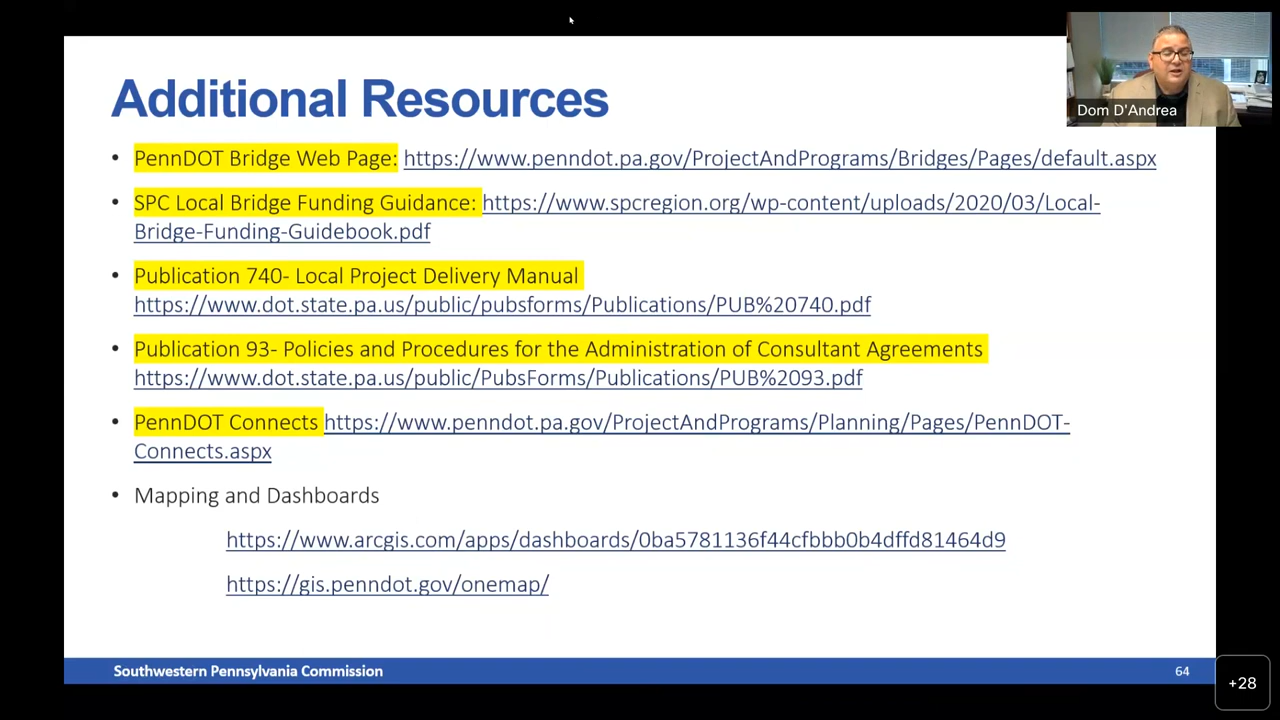 Additional Resources
Dom D'Andrea
• PennDOT Bridge Web Page: https://www.penndot.pa.gov/ProjectAndPrograms/Bridges/Pages/default.aspx
• SPC Local Bridge Funding Guidance: https://www.spcregion.org/wp-content/uploads/2020/03/Local-
Bridge-Funding-Guidebook.pdf
• Publication 740- Local Project Delivery Manual
https://www.dot.state.pa.us/public/pubsforms/Publications/PUB%20740.pdf
• Publication 93- Policies and Procedures for the Administration of Consultant Agreements
https://www.dot.state.pa.us/public/PubsForms/Publications/PUB%2093.pdf
• PennDOT Connects https://www.penndot.pa.gov/ProjectAndPrograms/Planning/Pages/PennDOT-
Connects.aspx
• Mapping and Dashboards
https://www.arcgis.com/apps/dashboards/0ba5781136f44cfbbb0b4dffd81464d9
https://gis.penndot.gov/onemap/
Southwestern Pennsylvania Commission
64
+28